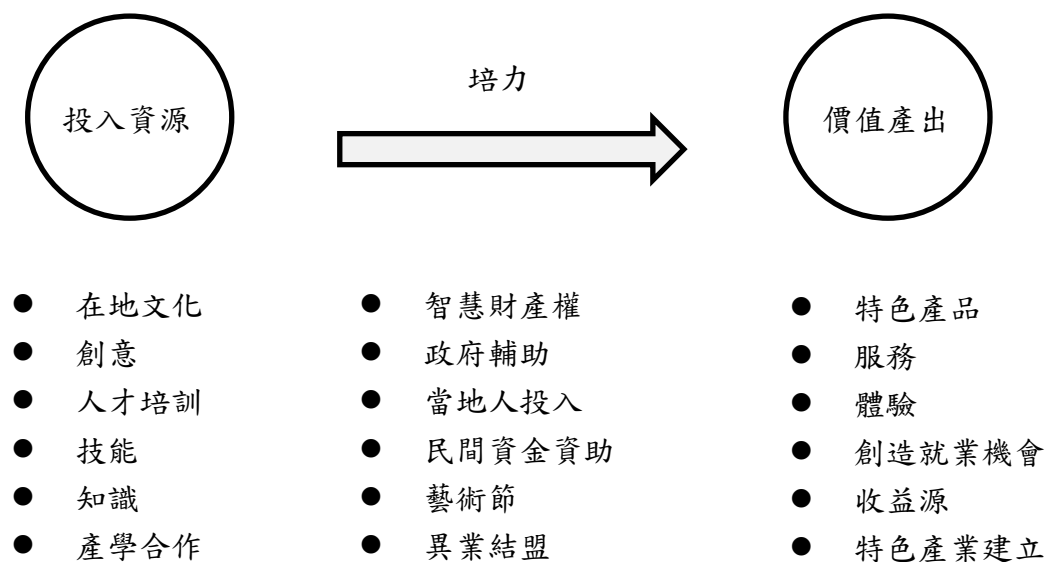 投入資源
培力
價值產出
● 在地文化
● 創意
● 人才培訓
● 技能
● 知識
● 產學合作
● 智慧財產權
● 政府輔助
● 當地人投入
● 民間資金資助
● 藝術節
● 異業結盟
● 特色產品
● 服務
● 體驗
● 創造就業機會
● 收益源
● 特色產業建立